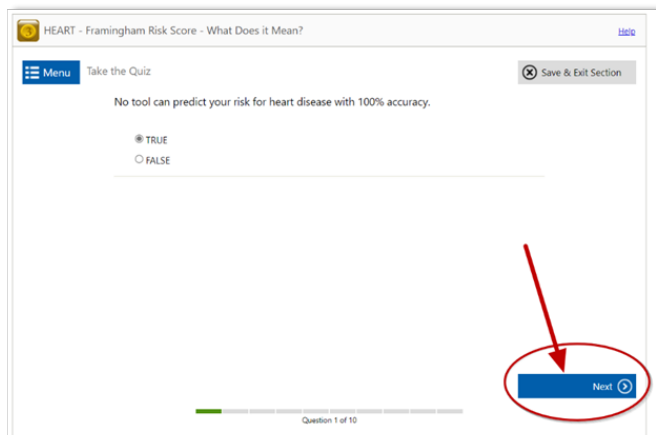 HEART - Framingham Risk Score - What Does it Mean?
Help
Menu
Take the Quiz
Save & Exit Section
No tool can predict your risk for heart disease with 100% accuracy.
TRUE
FALSE
Next
Question 1 of 10